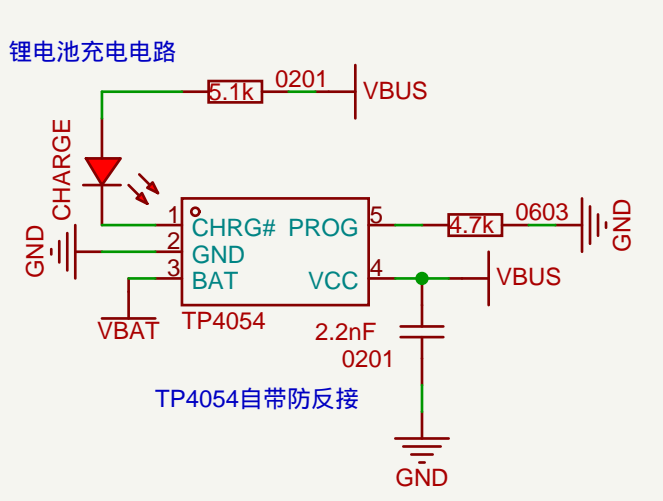 锂电池充电电路
5.1k
0201
VBUS
CHARGE
1
CHRG#
PROG
5
4.7k
0603
GND
GND
2
GND
3
BAT
VCC
4
VBUS
VBAT
TP4054
2.2nF
0201
TP4054自带防反接
GND